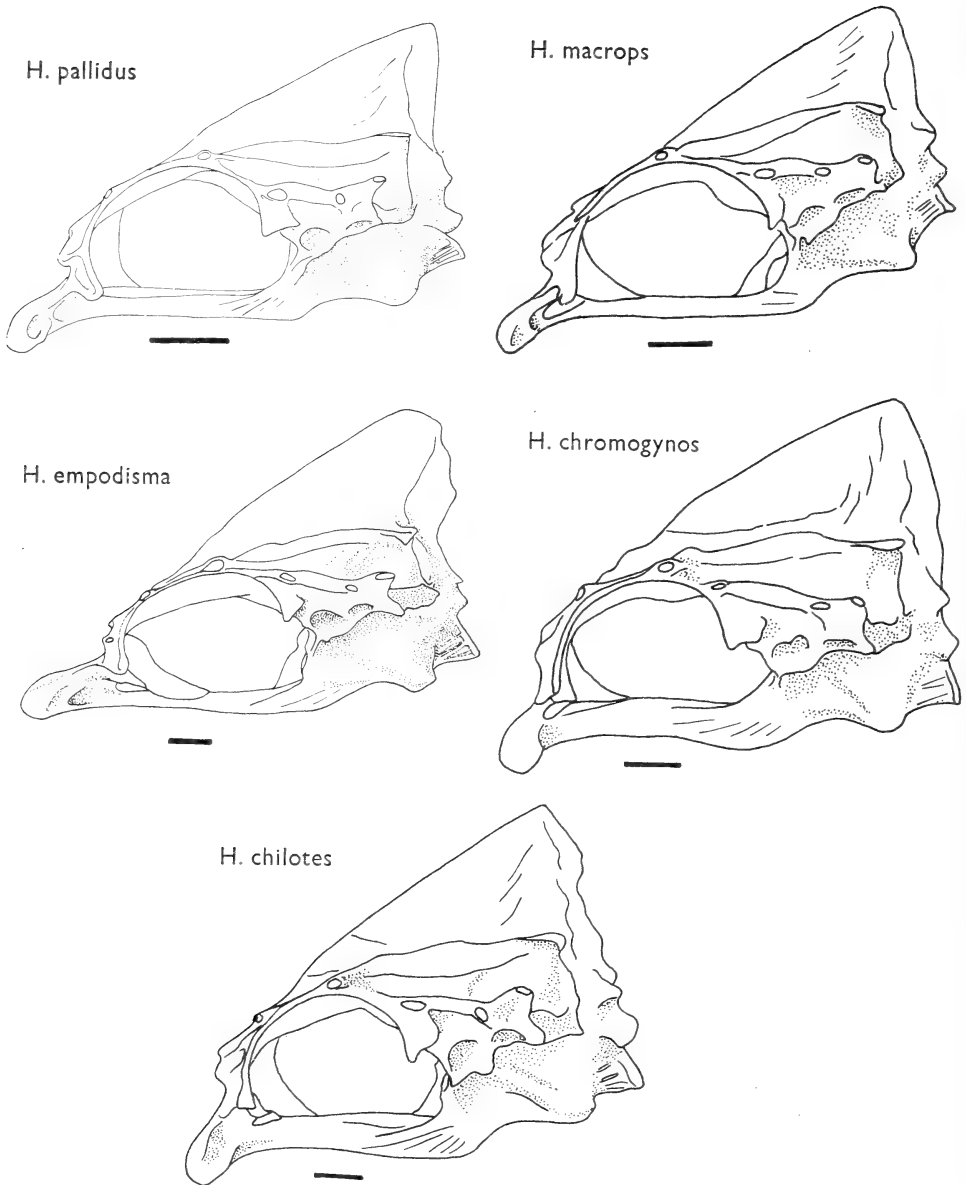 H. pallidus
H. macrops
H. empodisma
H. chromogynos
H. chilotes